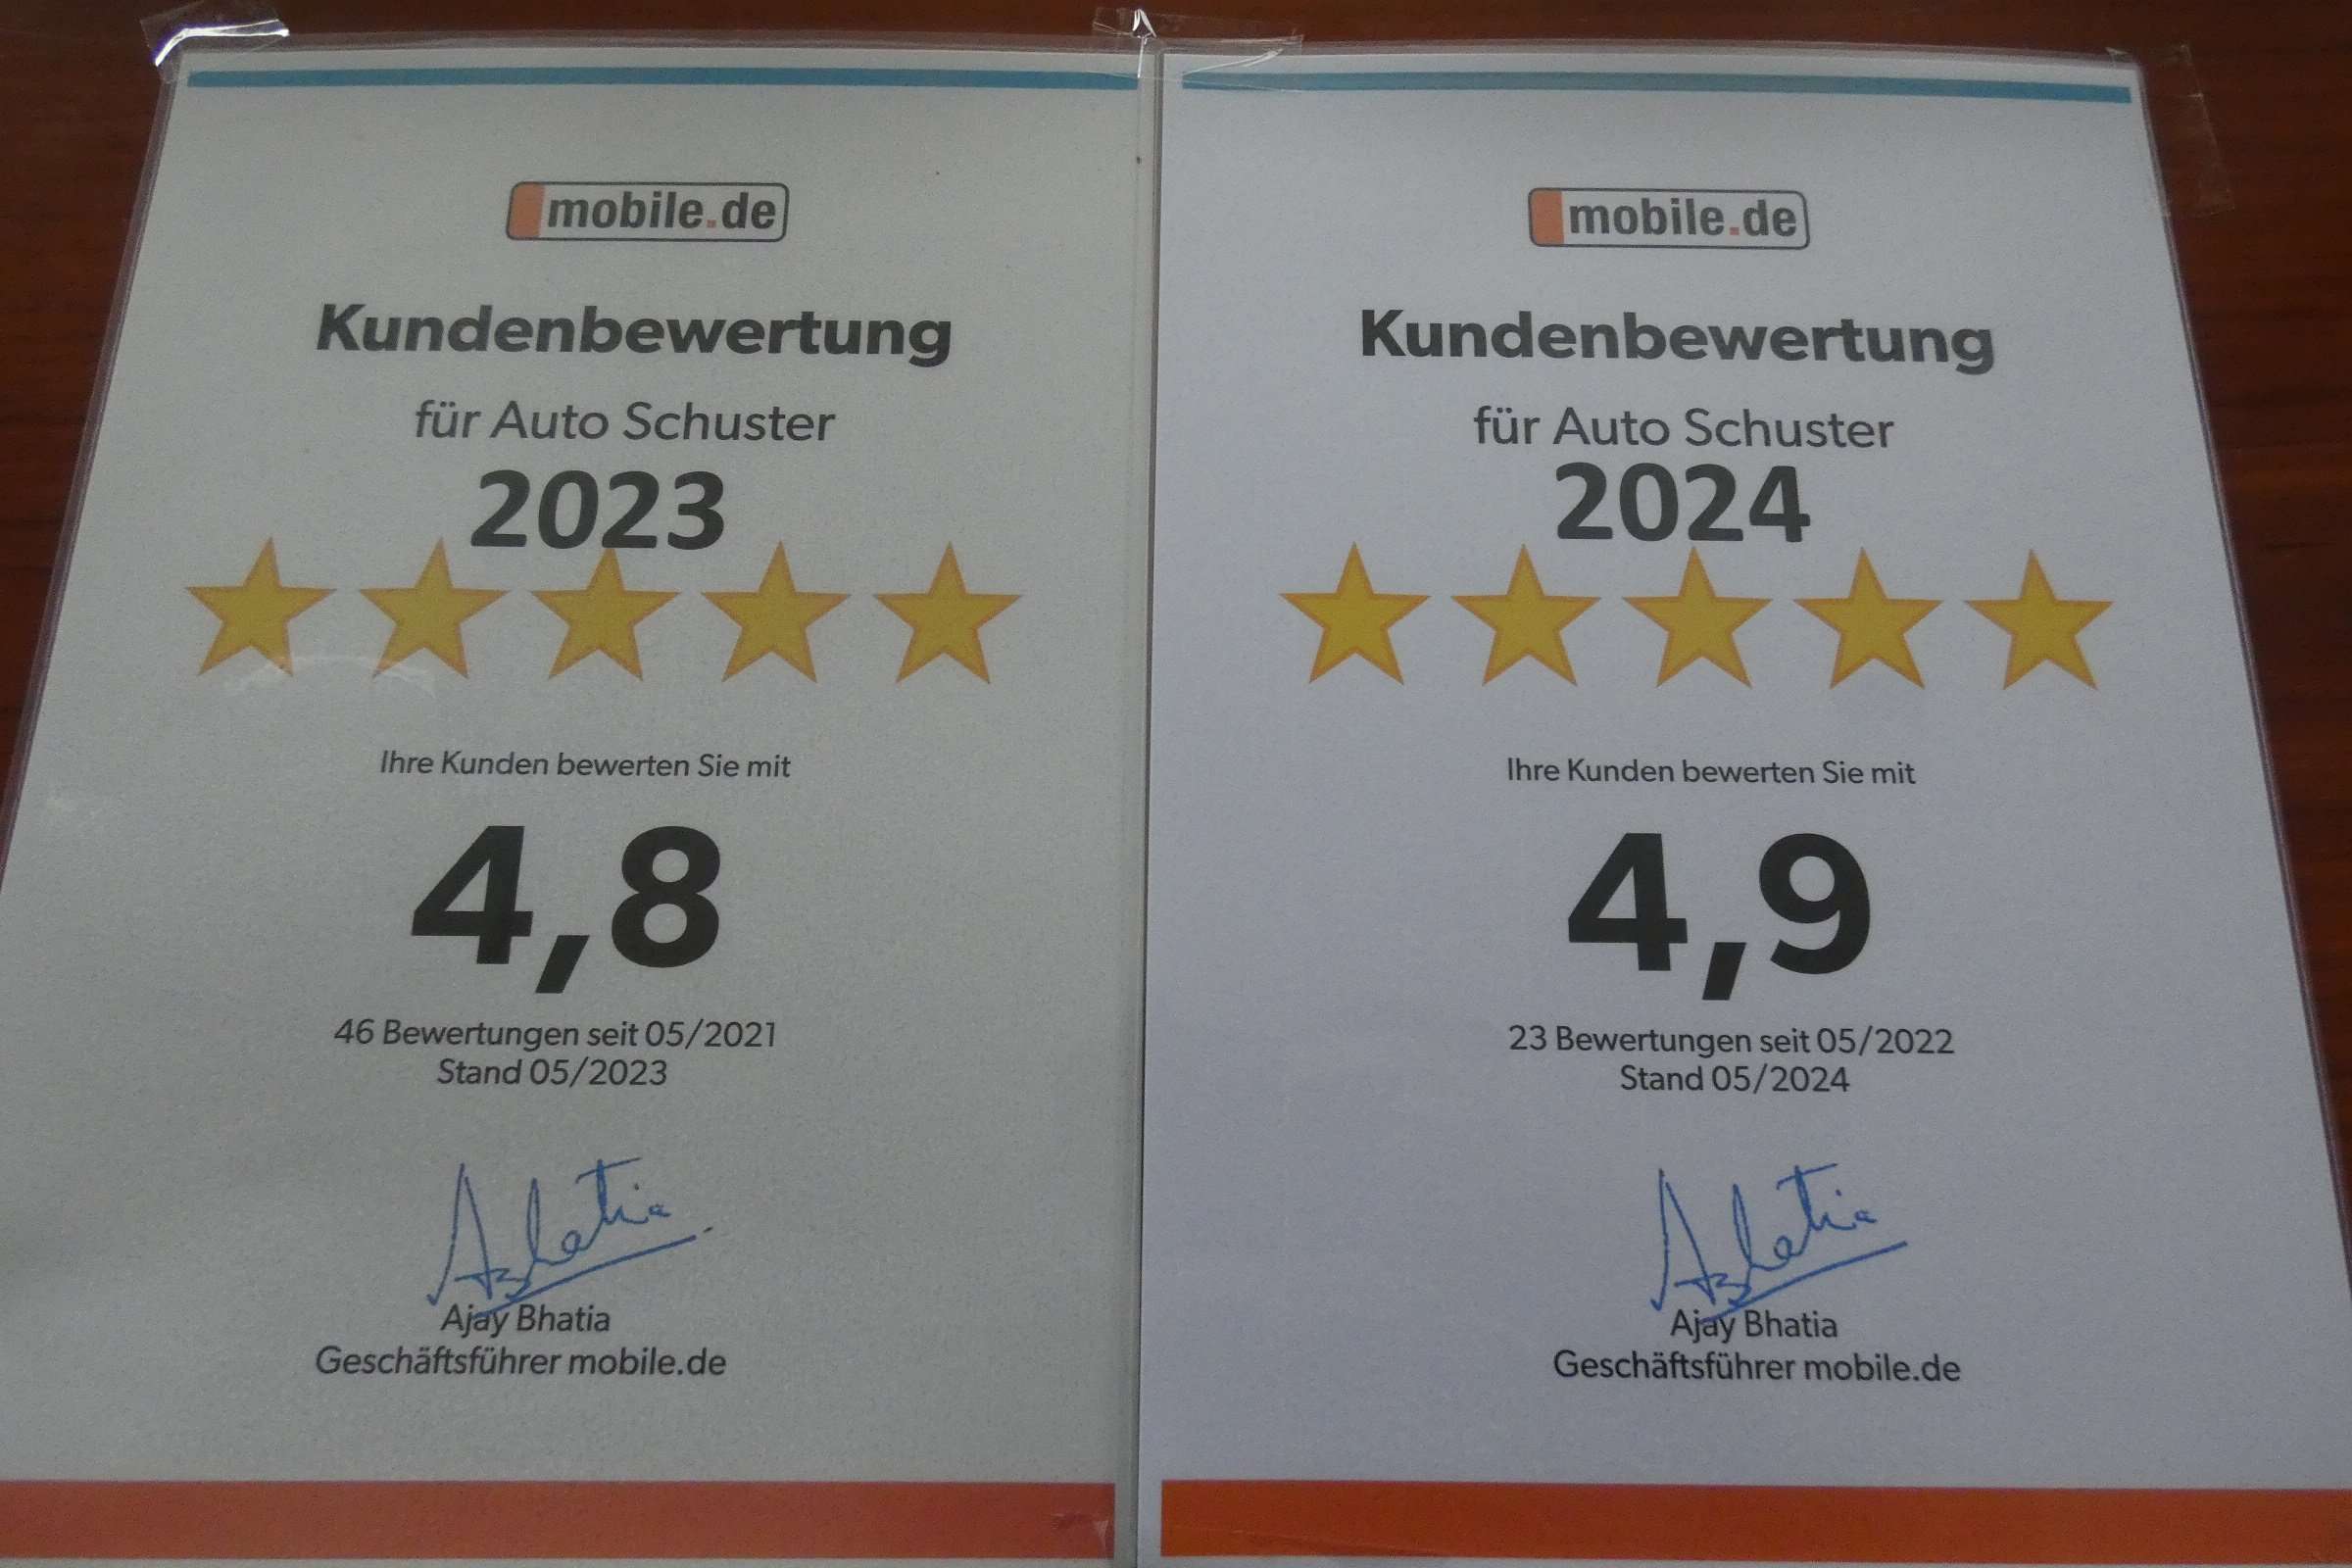 mobile.de
Kundenbewertung
für Auto Schuster
2023
Ihre Kunden bewerten Sie mit
4,8
46 Bewertungen seit 05/2021
Stand 05/2023
ABhatia
Ajay Bhatia
Geschäftsführer mobile.de
mobile.de
Kundenbewertung
für Auto Schuster
2024
Ihre Kunden bewerten Sie mit
4,9
23 Bewertungen seit 05/2022
Stand 05/2024
ABhatia
Ajay Bhatia
Geschäftsführer mobile.de